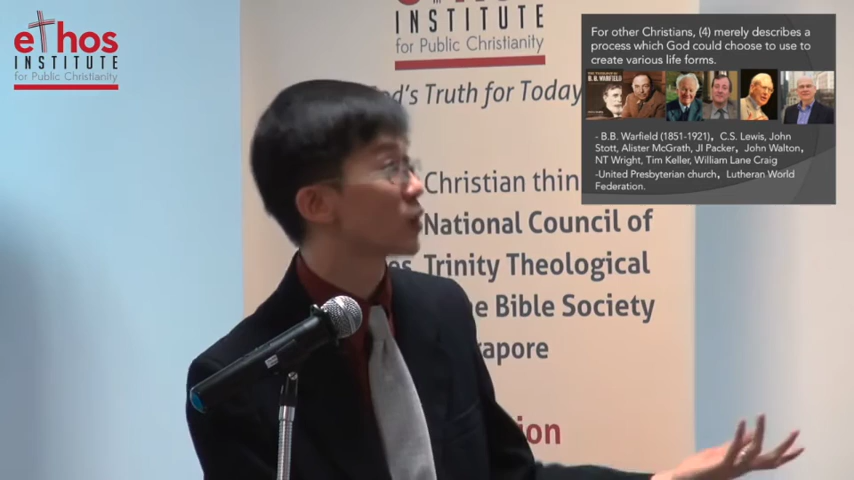 ethos
INSTITUTE
for Public Christianity
INSTITUTE
for Public Christianity
God's Truth for Today
Christian thin
National Council of
Trinity Theological
Bible Society
ion
For other Christians, (4) merely describes a
process which God could choose to use to
create various life forms.
B. B. WARFIELD
- B.B. Warfield (1851-1921), C.S. Lewis, John
Stott, Alister McGrath, JI Packer, John Walton,
NT Wright, Tim Keller, William Lane Craig
-United Presbyterian church, Lutheran World
Federation.